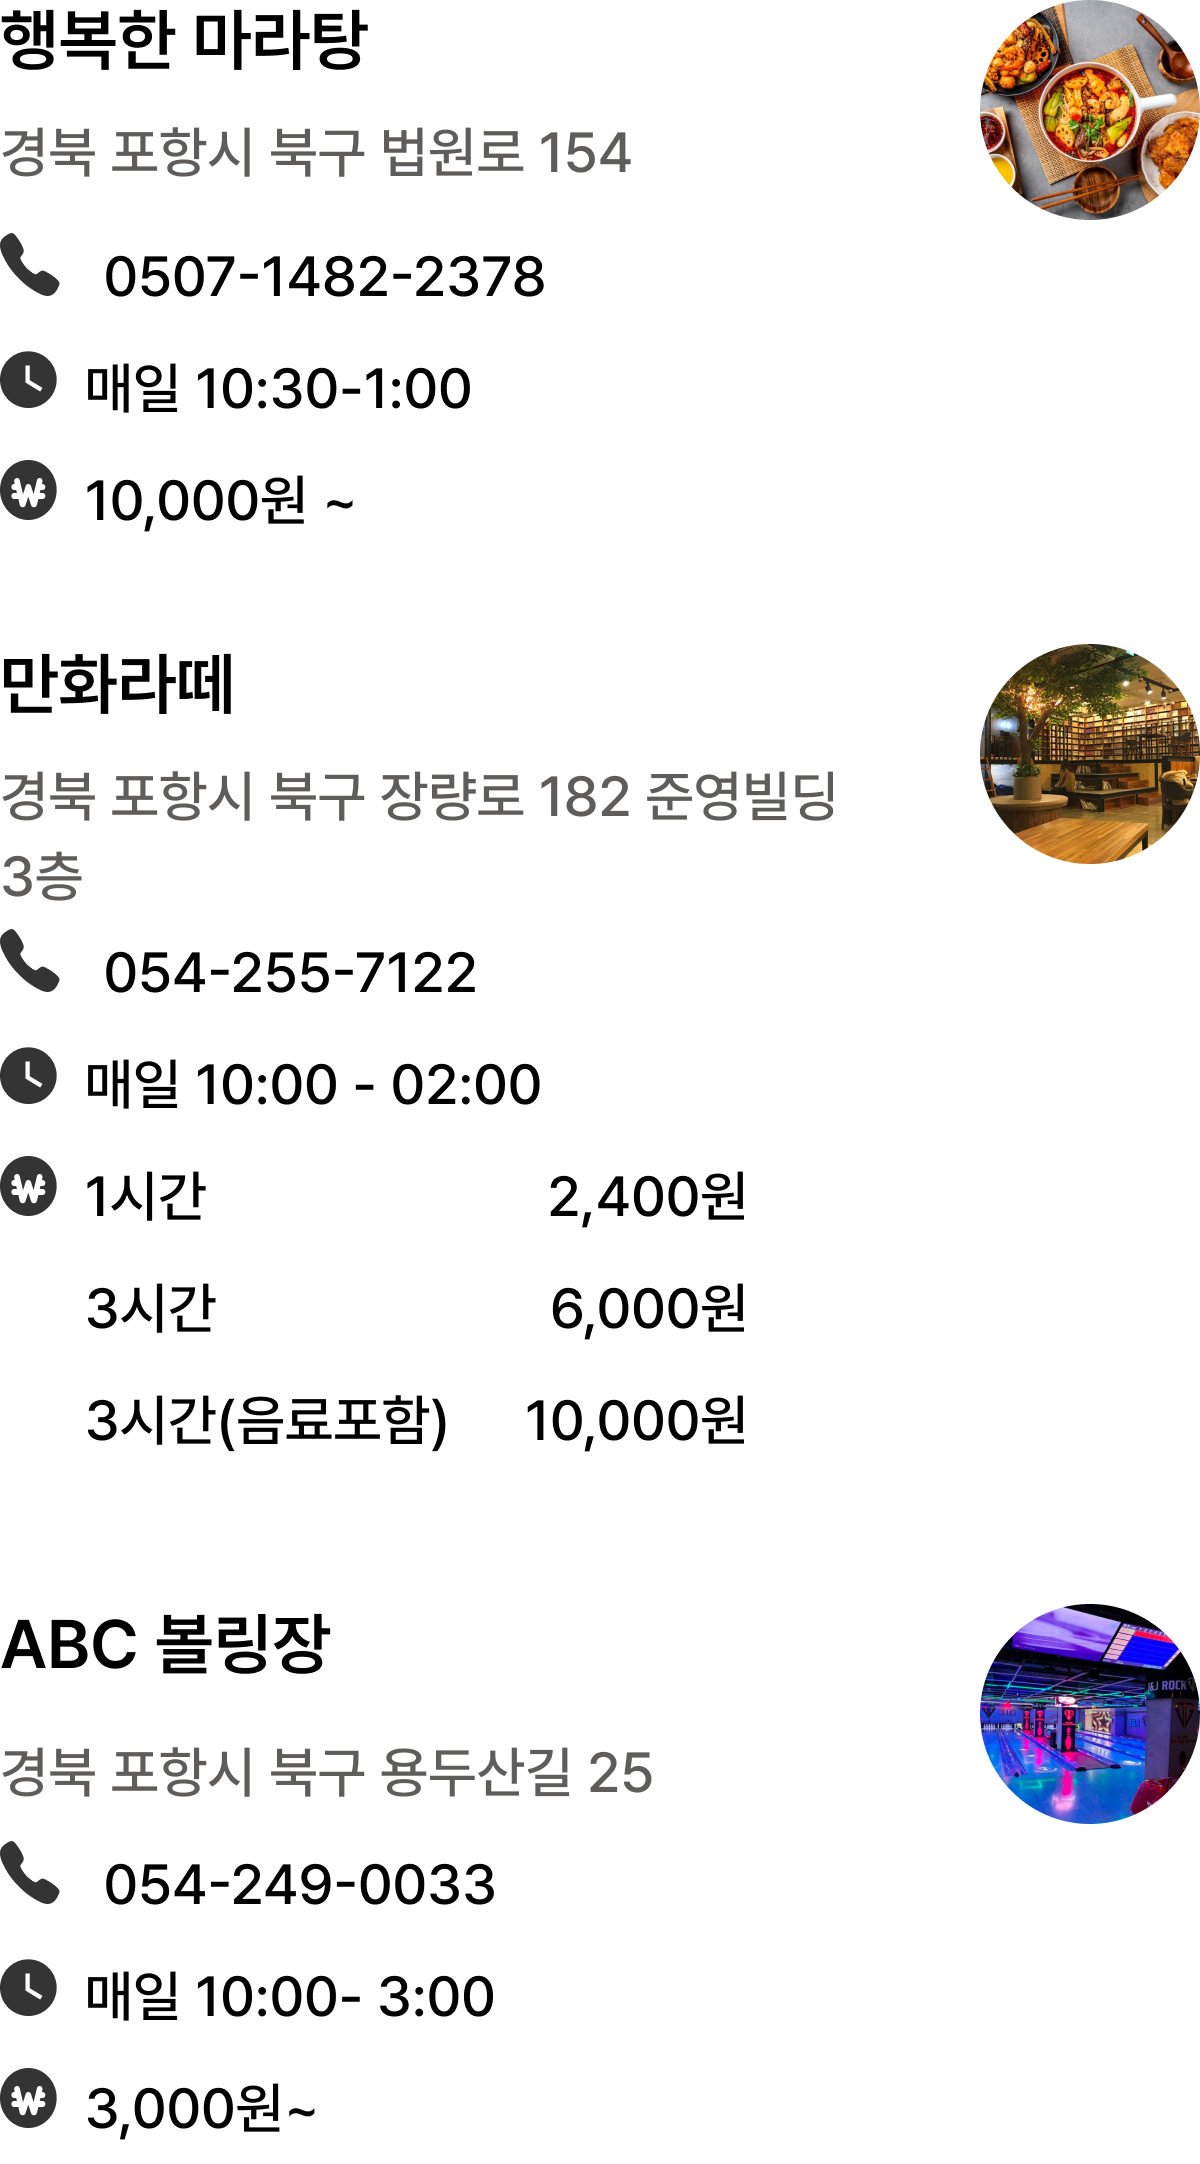 행복한 마라탕
경북 포항시 북구 법원로 154
0507-1482-2378
매일 10:30-1:00
10,000원 ~
만화라떼
경북 포항시 북구 장량로 182 준영빌딩
3층
054-255-7122
매일 10:00 - 02:00
1시간 2,400원
3시간 6,000원
3시간(음료포함) 10,000원
ABC 볼링장
경북 포항시 북구 용두산길 25
054-249-0033
매일 10:00- 3:00
3,000원~